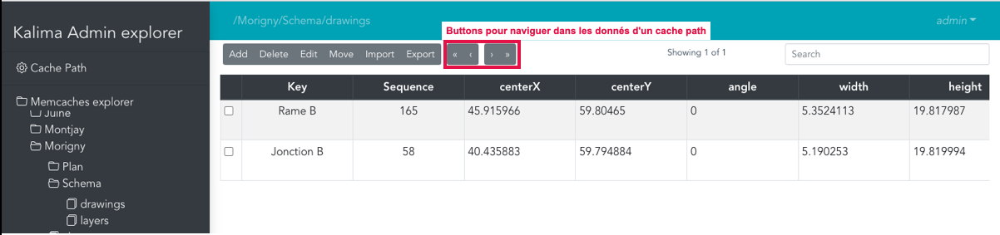 /Morigny/Schema/drawings
admin
Kalima Admin explorer
Buttons pour naviguer dans les donnés d'un cache path
Add Delete Edit Move Import Export « ‹ › » Showing 1 of 1 Search
Cache Path
Key Sequence centerX centerY angle width height
Memcaches explorer
Juine
Rame B 165 45.915966 59.80465 0 5.3524113 19.817987
Montjay
Morigny
Jonction B 58 40.435883 59.794884 0 5.190253 19.819994
Plan
Schema
drawings
layers